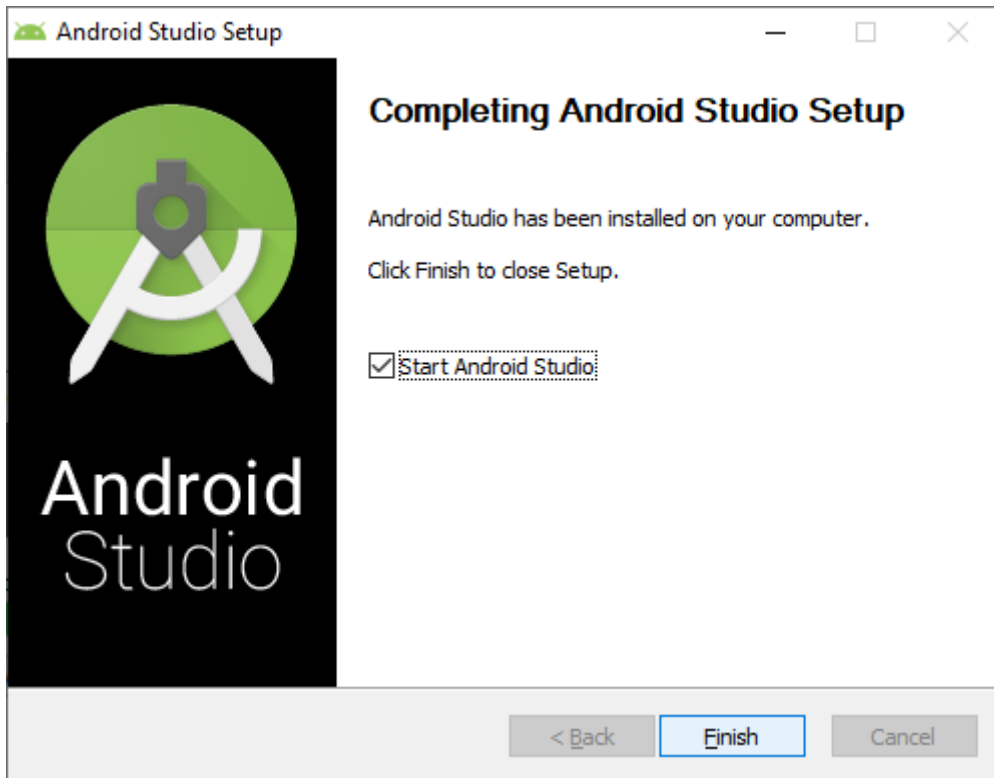 Android Studio Setup
Completing Android Studio Setup
Android Studio has been installed on your computer.
Click Finish to close Setup.
Start Android Studio
Android
Studio
< Back
Finish
Cancel